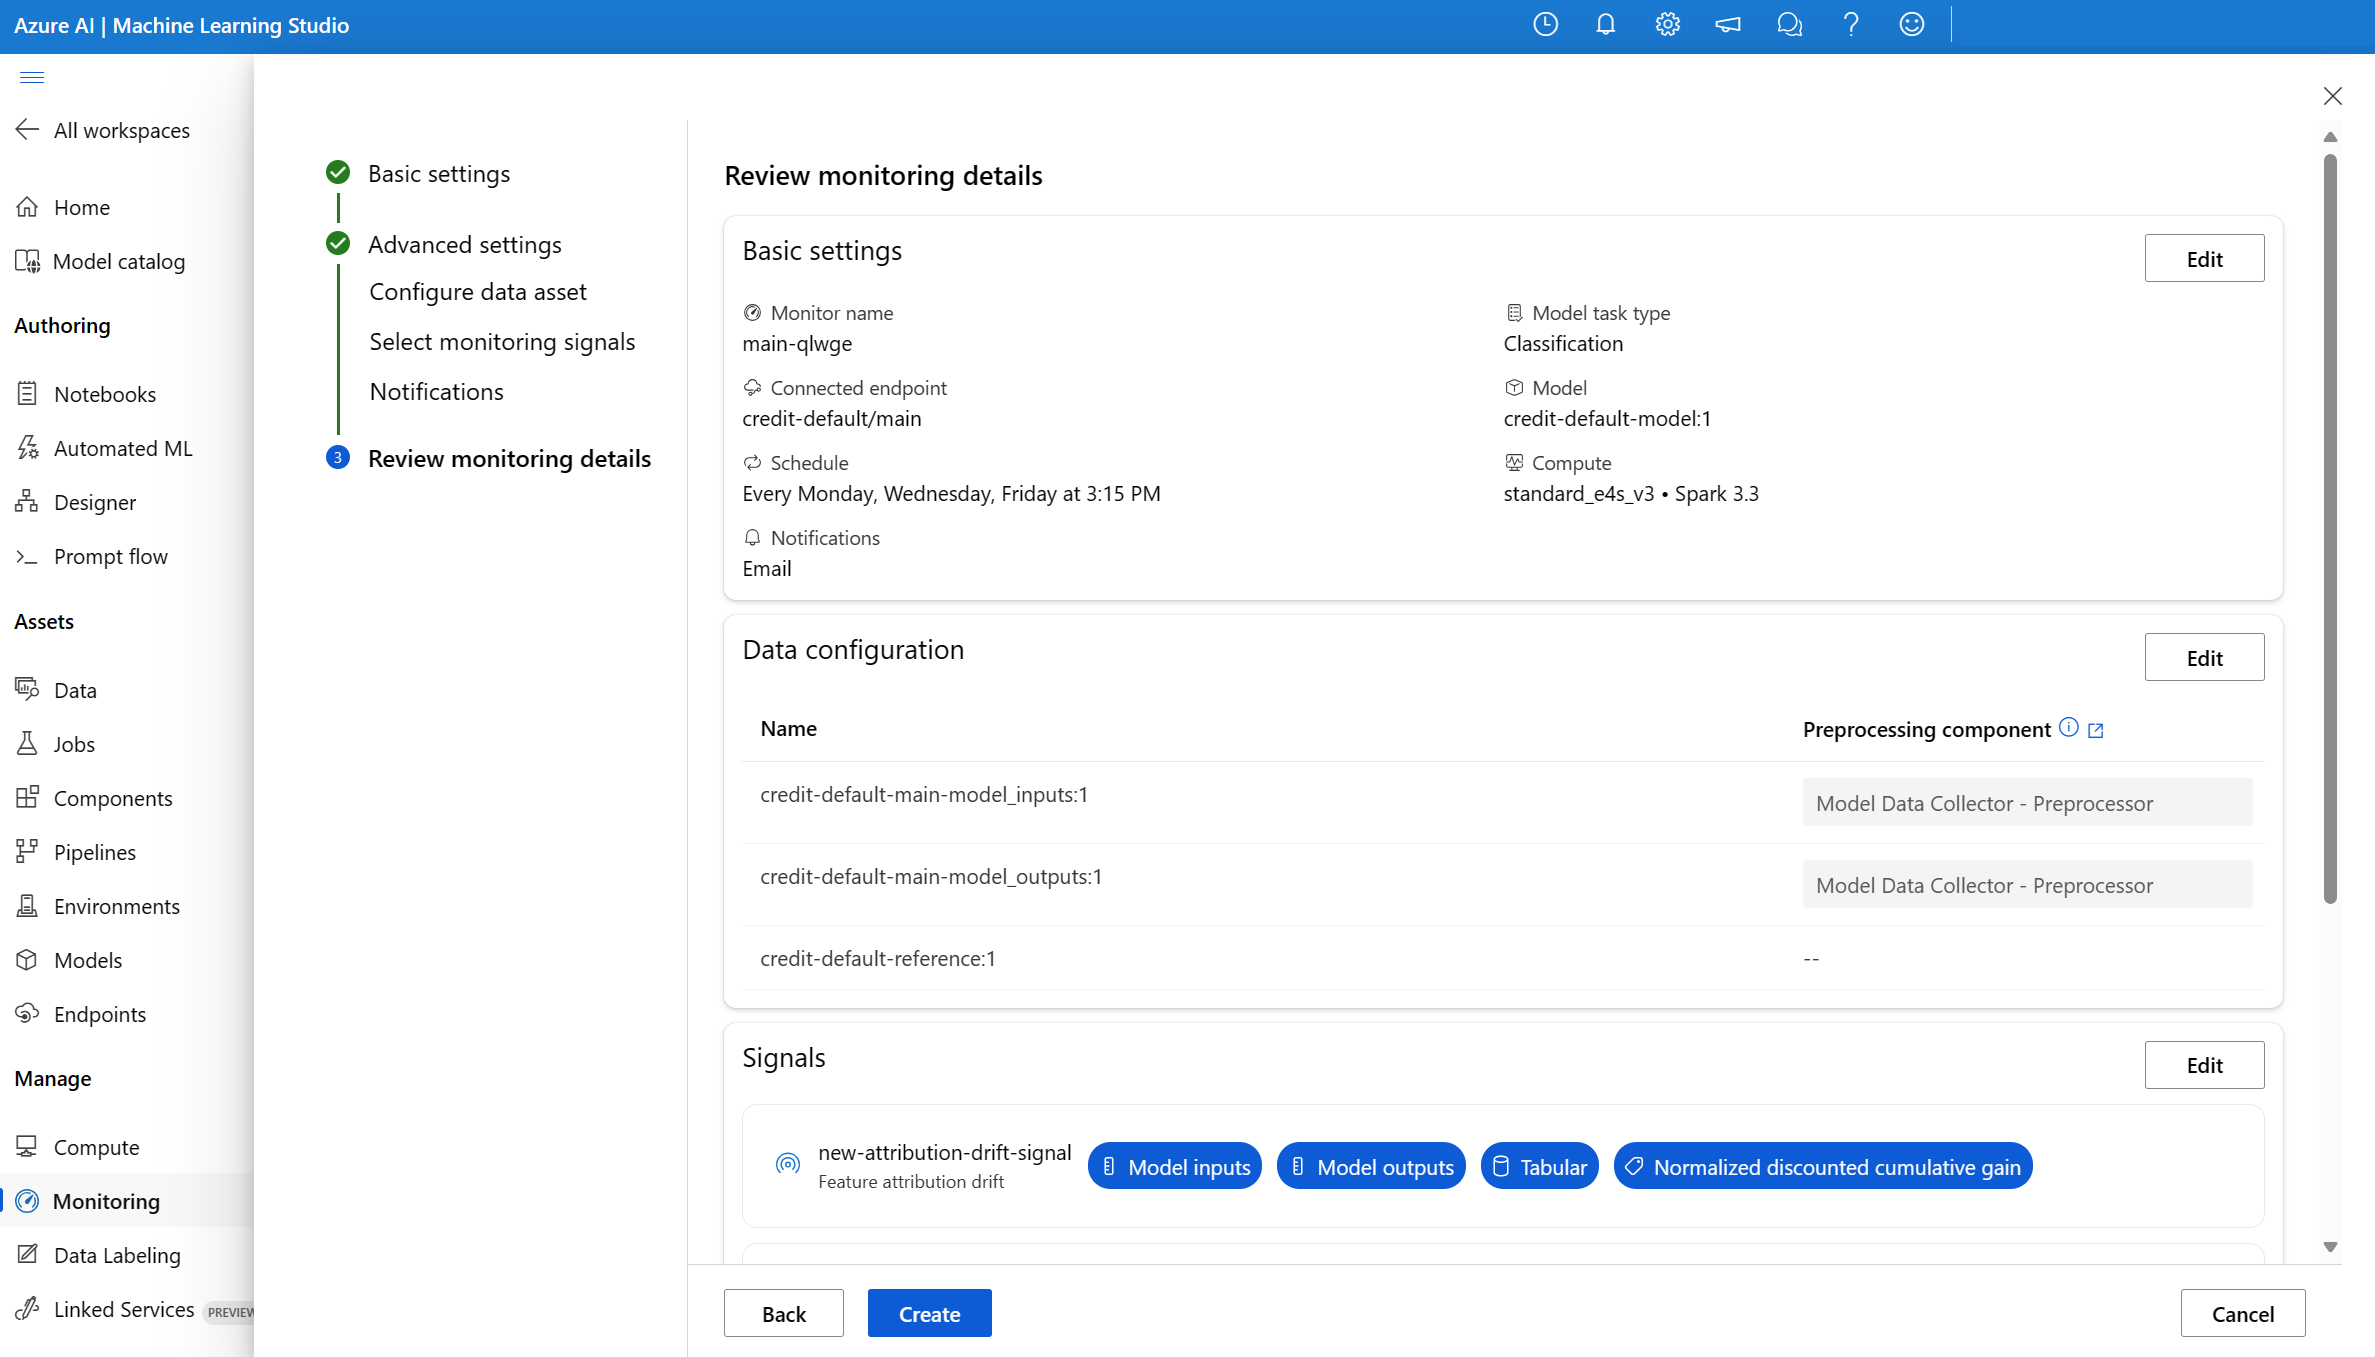 Azure AI | Machine Learning Studio
All workspaces
Home
Model catalog
Authoring
Notebooks
Automated ML
Designer
Prompt flow
Assets
Data
Jobs
Components
Pipelines
Environments
Models
Endpoints
Manage
Compute
Monitoring
Data Labeling
Linked Services PREVIEW
Basic settings
Advanced settings
Configure data asset
Select monitoring signals
Notifications
3 Review monitoring details
Review monitoring details
Basic settings
Edit
Monitor name
main-qlwge
Model task type
Classification
Connected endpoint
credit-default/main
Model
credit-default-model:1
Schedule
Every Monday, Wednesday, Friday at 3:15 PM
Compute
standard_e4s_v3 • Spark 3.3
Notifications
Email
Data configuration
Edit
Name
Preprocessing component
credit-default-main-model_inputs:1
Model Data Collector - Preprocessor
credit-default-main-model_outputs:1
Model Data Collector - Preprocessor
credit-default-reference:1
--
Signals
Edit
new-attribution-drift-signal
Feature attribution drift
Model inputs
Model outputs
Tabular
Normalized discounted cumulative gain
Back
Create
Cancel